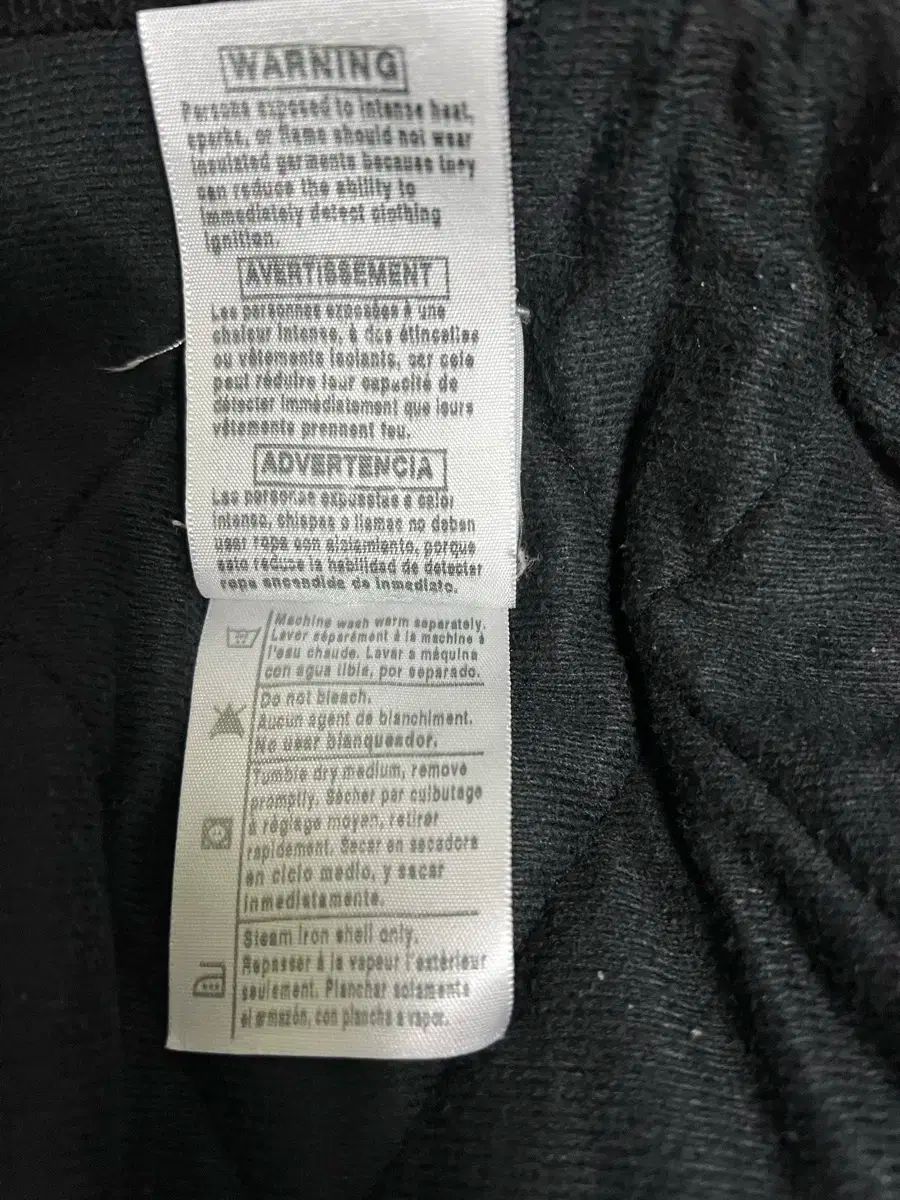 WARNING
Persons exposed to intense heat,
sparks, or flame should not wear
insulated garments because they
can reduce the ability to
immediately detect clothing
ignition.
AVERTISSEMENT
Les personnes exposées à une
chaleur intense, à des étincelles
ou vêtements isolants, car cela
peut réduire leur capacité de
détecter immédiatement que leurs
vêtements prennent feu.
ADVERTENCIA
Las personas expuestas a calor
intenso, chispas o llamas no deben
usar ropa con aislamiento, porque
esto reduce la habilidad de detectar
ropa encendida de inmediato.
Machine wash warm separately.
Laver séparément à la machine à
l'eau chaude. Lavar a máquina
con agua tibia, por separado.
Do not bleach.
Aucun agent de blanchiment.
No usar blanqueador.
Tumble dry medium, remove
promptly. Sécher par culbutage
à réglage moyen, retirer
rapidement. Secar en secadora
en ciclo medio, y sacar
inmediatamente.
Steam iron shell only.
Repasser à la vapeur l'extérieur
seulement. Planchar solamente
el armazón, con plancha a vapor.